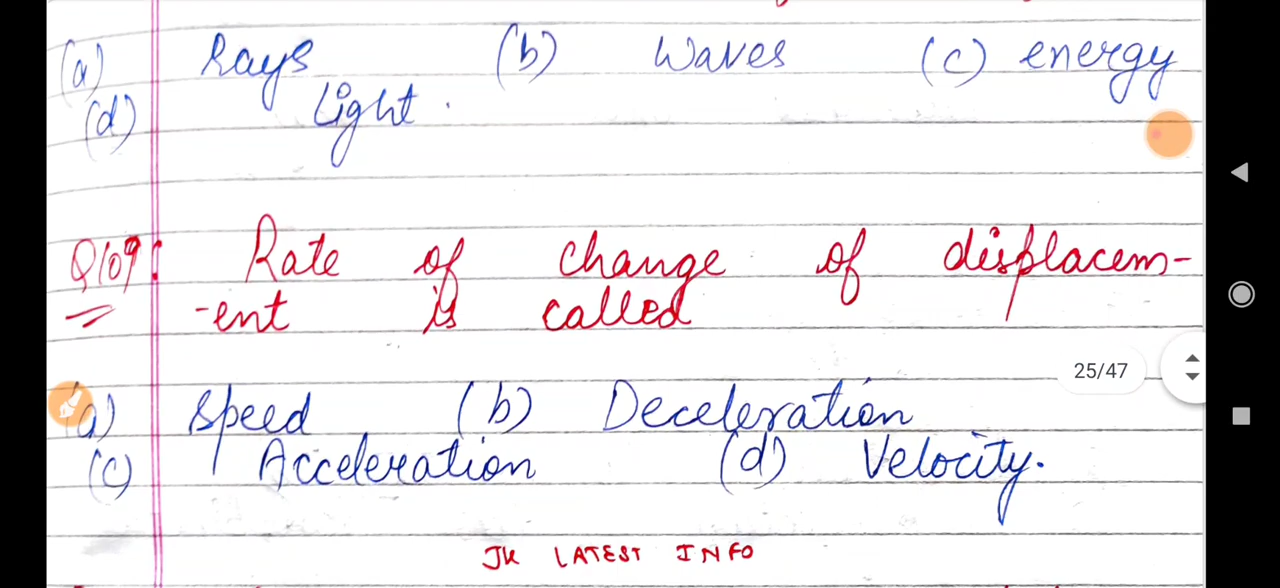 (a) Rays (b) Waves (c) energy
(d) Light.
Q109: Rate of change of displacem-
-ent is called
25/47
(a) Speed (b) Deceleration
(c) Acceleration (d) Velocity.
JK LATEST INFO